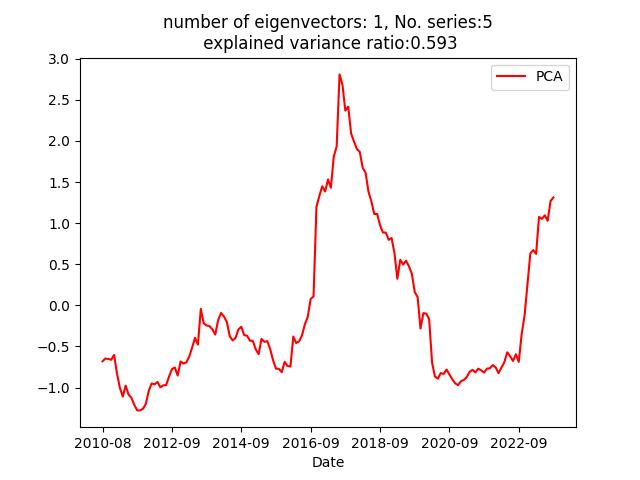 number of eigenvectors: 1, No. series:5
explained variance ratio:0.593
PCA
3.0
2.5
2.0
1.5
1.0
0.5
0.0
−0.5
−1.0
2010-08 2012-09 2014-09 2016-09 2018-09 2020-09 2022-09
Date